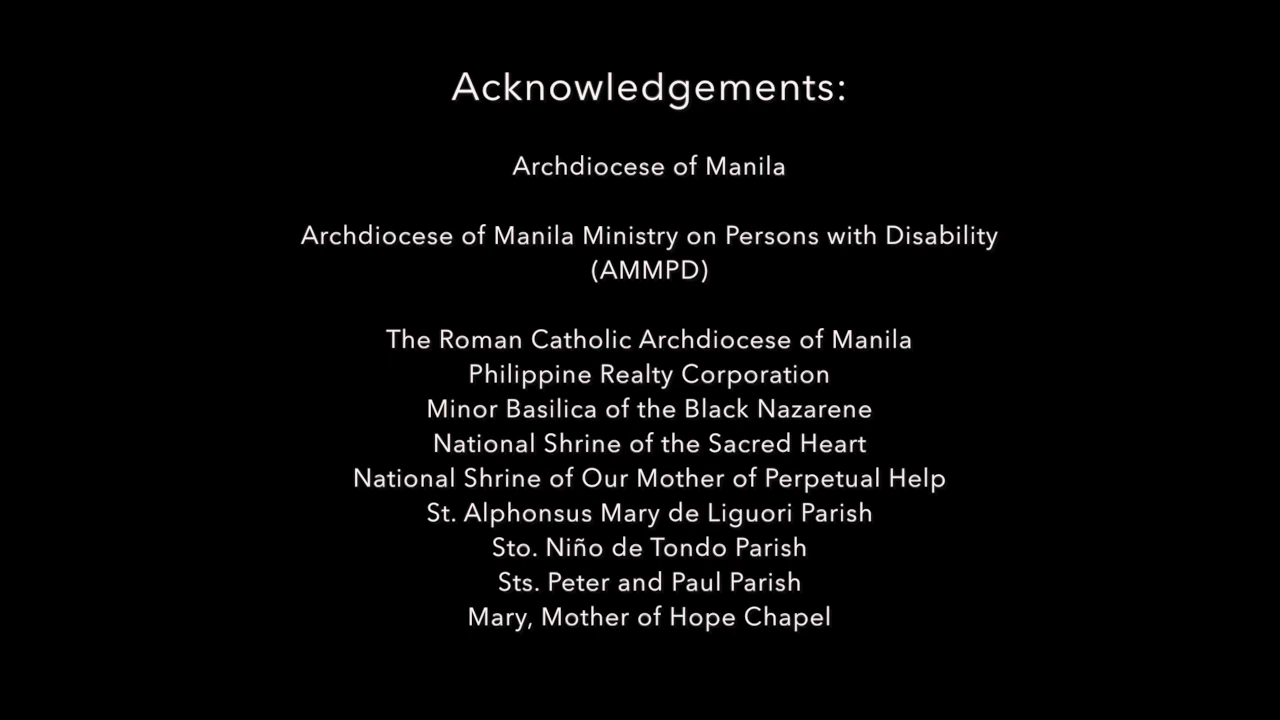 Acknowledgements:
Archdiocese of Manila
Archdiocese of Manila Ministry on Persons with Disability
(AMMPD)
The Roman Catholic Archdiocese of Manila
Philippine Realty Corporation
Minor Basilica of the Black Nazarene
National Shrine of the Sacred Heart
National Shrine of Our Mother of Perpetual Help
St. Alphonsus Mary de Liguori Parish
Sto. Niño de Tondo Parish
Sts. Peter and Paul Parish
Mary, Mother of Hope Chapel